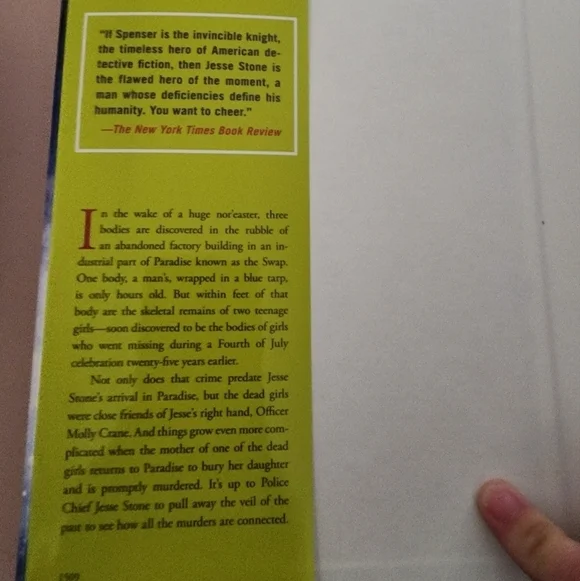 "If Spenser is the invincible knight,
the timeless hero of American de-
tective fiction, then Jesse Stone is
the flawed hero of the moment, a
man whose deficiencies define his
humanity. You want to cheer."
—The New York Times Book Review
In the wake of a huge nor'easter, three
bodies are discovered in the rubble of
an abandoned factory building in an in-
dustrial part of Paradise known as the Swap.
One body, a man's, wrapped in a blue tarp,
is only hours old. But within feet of that
body are the skeletal remains of two teenage
girls—soon discovered to be the bodies of girls
who went missing during a Fourth of July
celebration twenty-five years earlier.
Not only does that crime predate Jesse
Stone's arrival in Paradise, but the dead girls
were close friends of Jesse's right hand, Officer
Molly Crane. And things grow even more com-
plicated when the mother of one of the dead
girls returns to Paradise to bury her daughter
and is promptly murdered. It's up to Police
Chief Jesse Stone to pull away the veil of the
past to see how all the murders are connected.